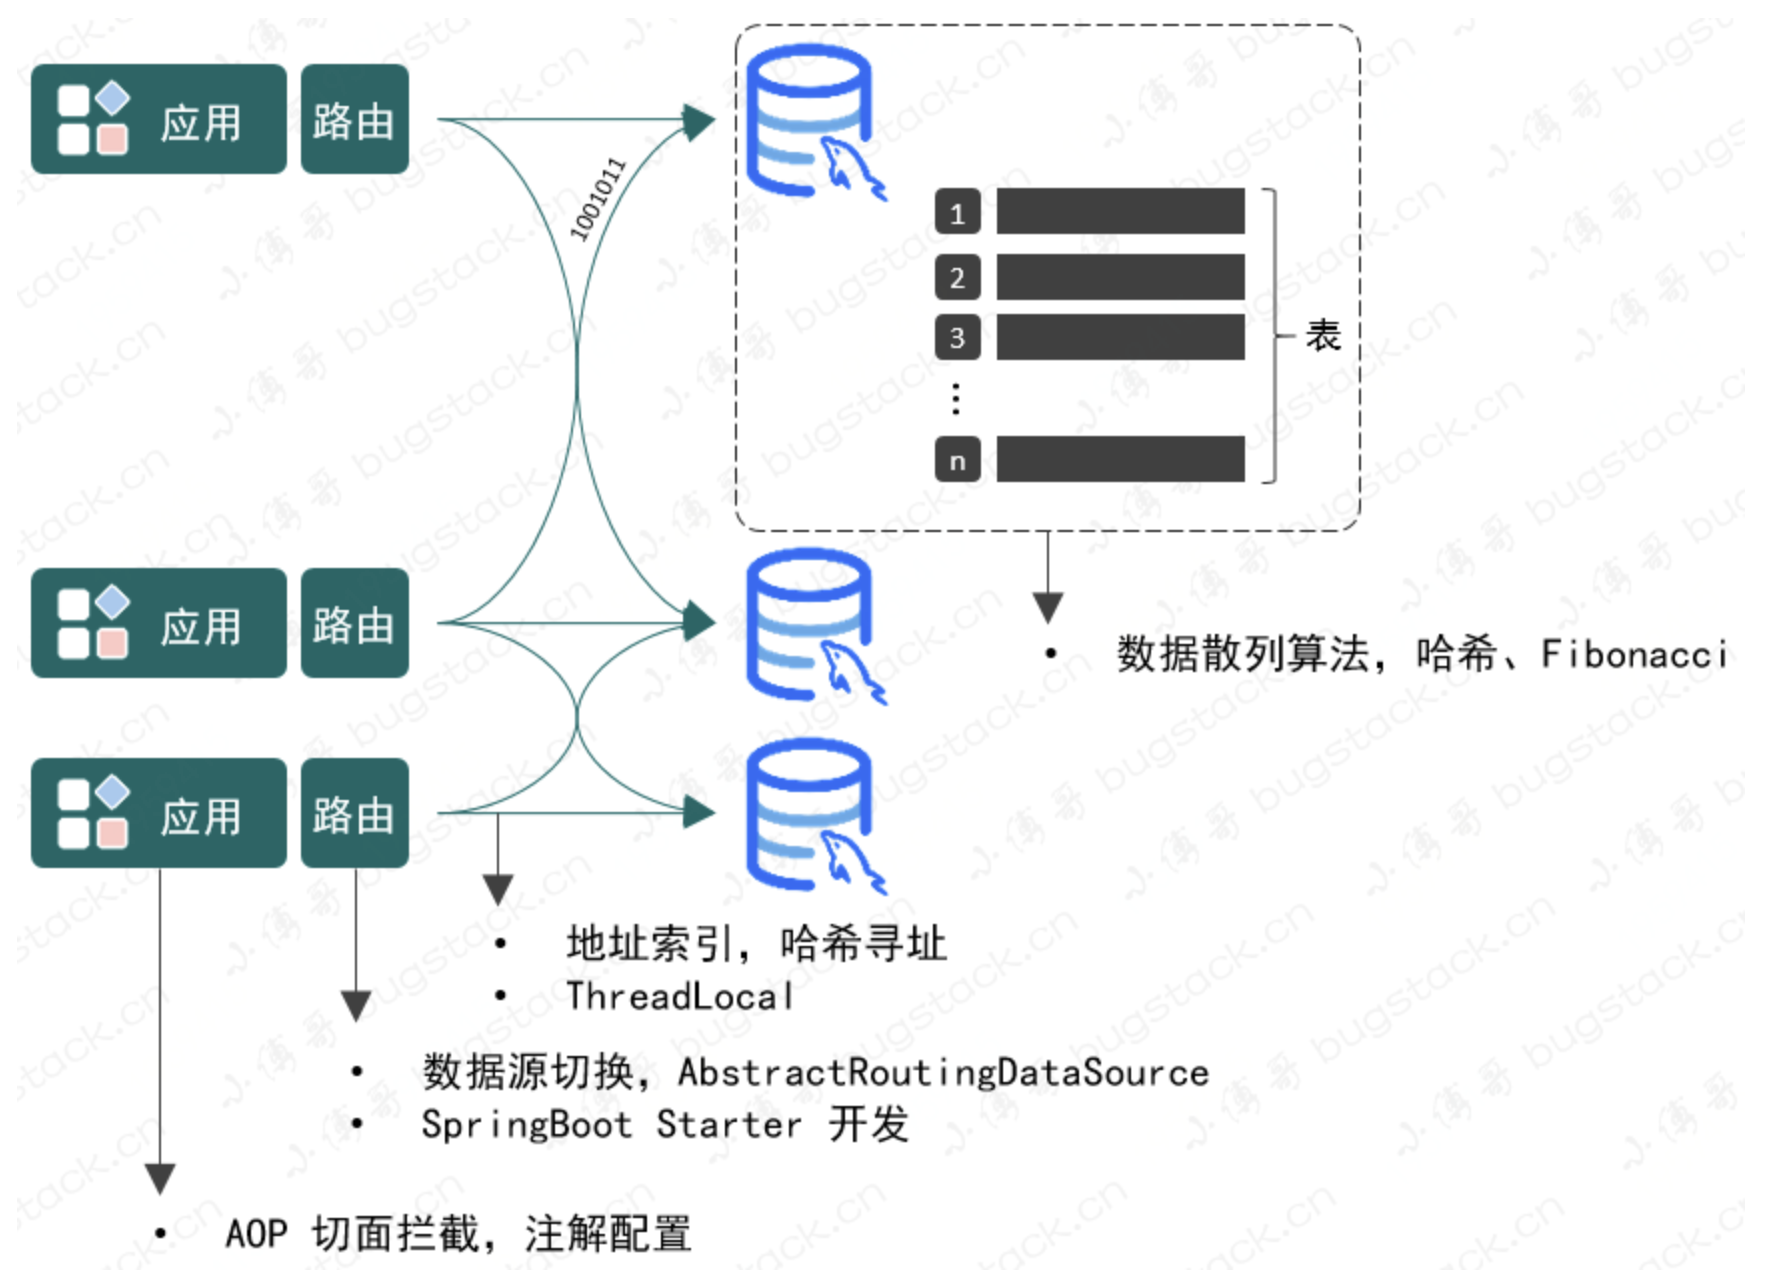 应用 路由
1001011
1
2
3
⋮
n
表
应用 路由
• 数据散列算法，哈希、Fibonacci
应用 路由
• 地址索引，哈希寻址
• ThreadLocal
• 数据源切换，AbstractRoutingDataSource
• SpringBoot Starter 开发
• AOP 切面拦截，注解配置
小傅哥 bugstack.cn